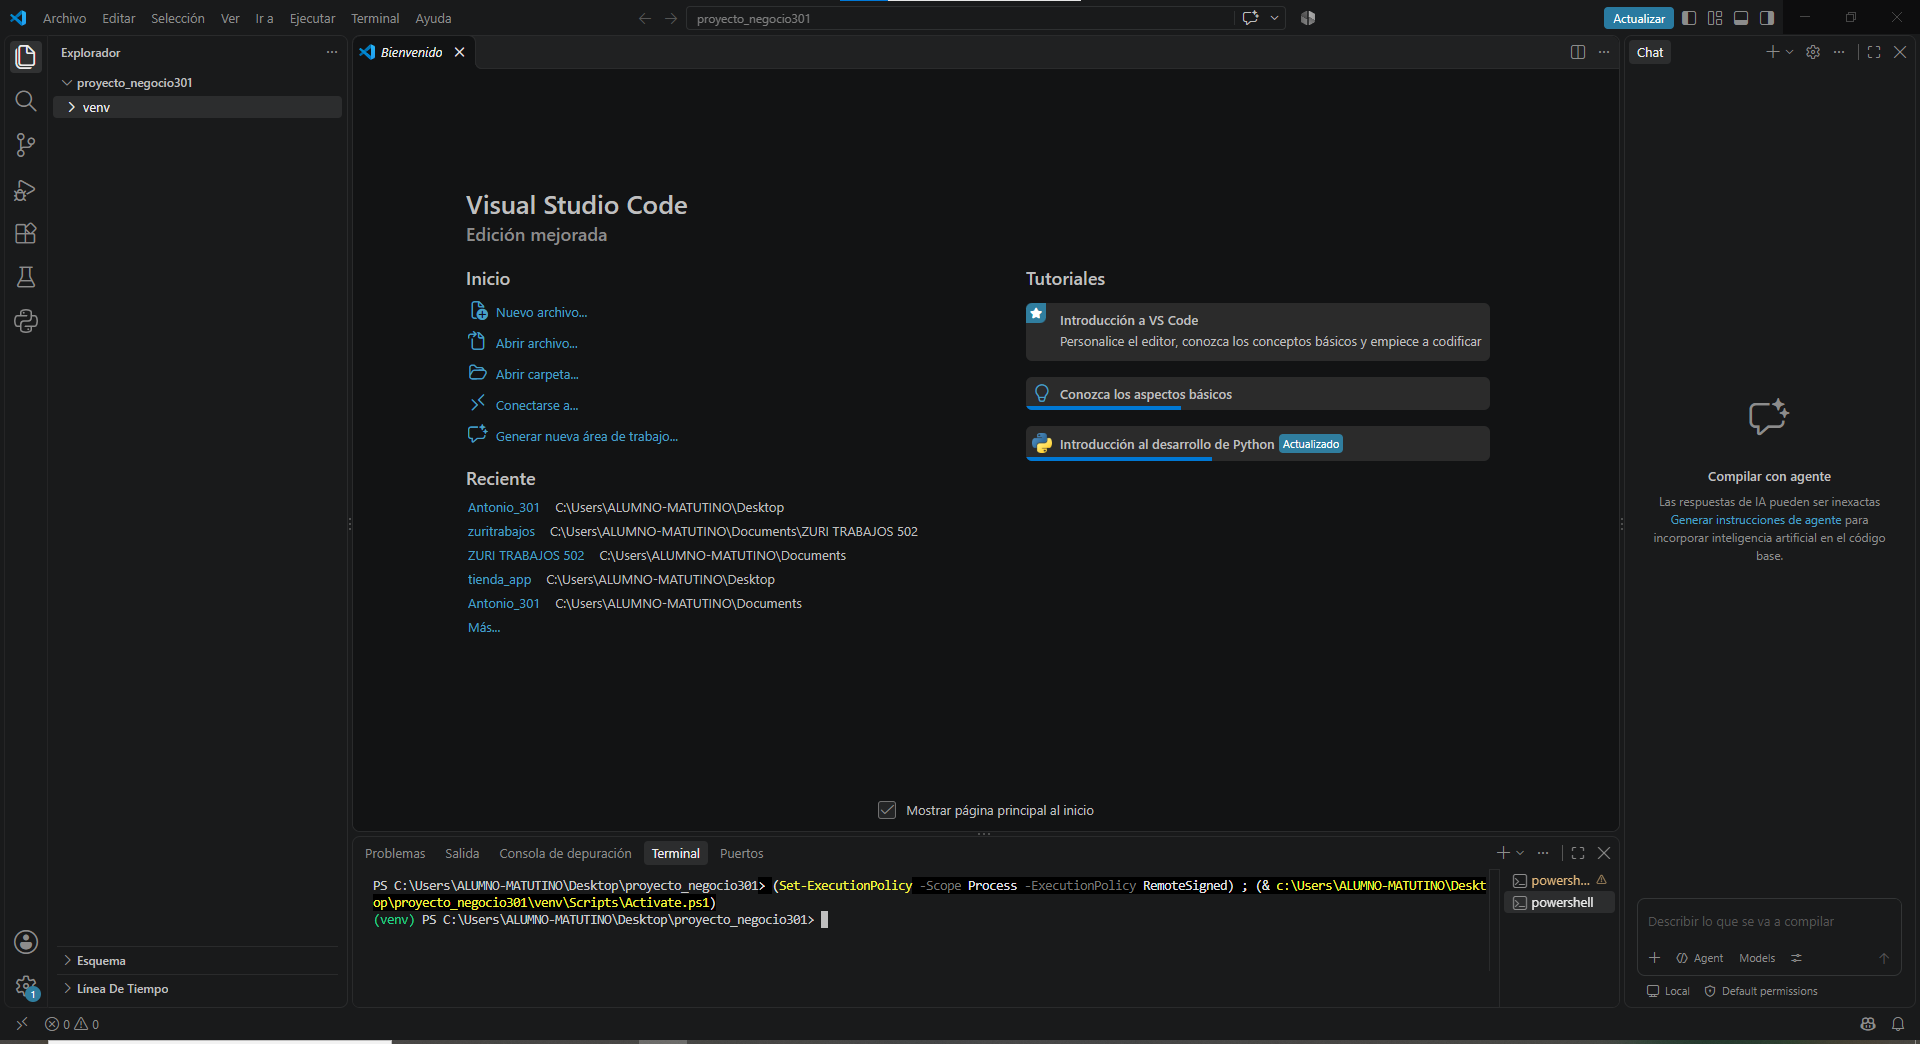 Archivo Editar Selección Ver Ir a Ejecutar Terminal Ayuda
proyecto_negocio301
Actualizar
Explorador
proyecto_negocio301
venv
Esquema
Línea De Tiempo
Bienvenido
Visual Studio Code
Edición mejorada
Inicio
Nuevo archivo...
Abrir archivo...
Abrir carpeta...
Conectarse a...
Generar nueva área de trabajo...
Reciente
Antonio_301 C:\Users\ALUMNO-MATUTINO\Desktop
zuritrabajos C:\Users\ALUMNO-MATUTINO\Documents\ZURI TRABAJOS 502
ZURI TRABAJOS 502 C:\Users\ALUMNO-MATUTINO\Documents
tienda_app C:\Users\ALUMNO-MATUTINO\Desktop
Antonio_301 C:\Users\ALUMNO-MATUTINO\Documents
Más...
Tutoriales
Introducción a VS Code
Personalice el editor, conozca los conceptos básicos y empiece a codificar
Conozca los aspectos básicos
Introducción al desarrollo de Python Actualizado
Mostrar página principal al inicio
Problemas Salida Consola de depuración Terminal Puertos
PS C:\Users\ALUMNO-MATUTINO\Desktop\proyecto_negocio301> (Set-ExecutionPolicy -Scope Process -ExecutionPolicy RemoteSigned) ; (& c:\Users\ALUMNO-MATUTINO\Deskt
op\proyecto_negocio301\venv\Scripts\Activate.ps1)
(venv) PS C:\Users\ALUMNO-MATUTINO\Desktop\proyecto_negocio301>
powersh...
powershell
Chat
Compilar con agente
Las respuestas de IA pueden ser inexactas
Generar instrucciones de agente para
incorporar inteligencia artificial en el código
base.
Describir lo que se va a compilar
Agent Models
Local Default permissions
1
0 0